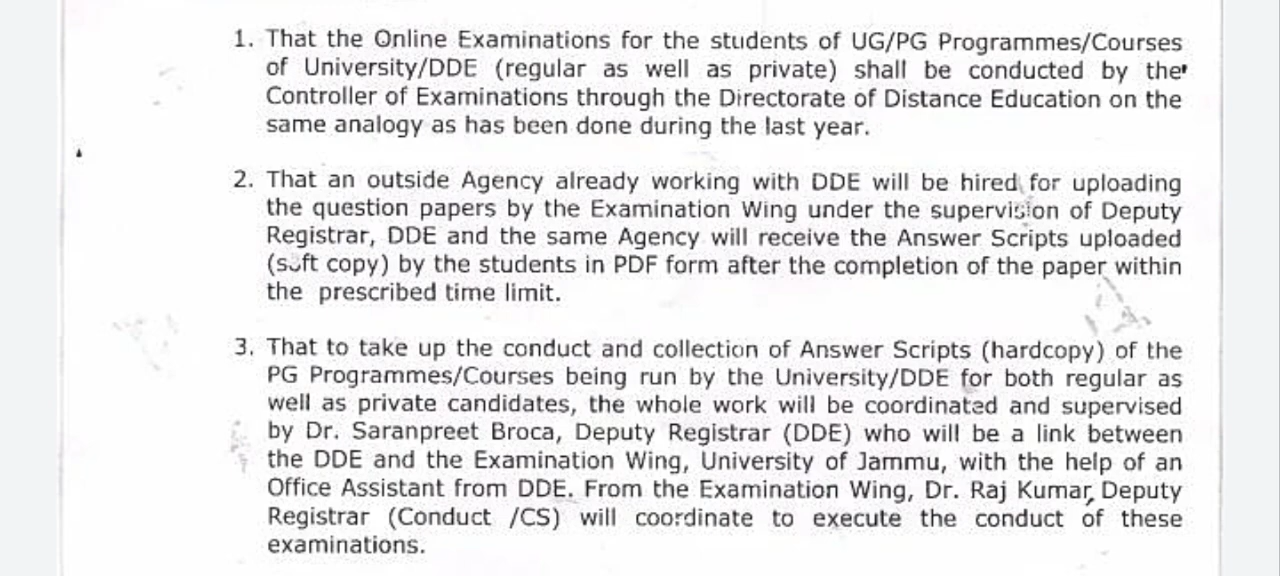 1. That the Online Examinations for the students of UG/PG Programmes/Courses
of University/DDE (regular as well as private) shall be conducted by the
Controller of Examinations through the Directorate of Distance Education on the
same analogy as has been done during the last year.
2. That an outside Agency already working with DDE will be hired for uploading
the question papers by the Examination Wing under the supervision of Deputy
Registrar, DDE and the same Agency will receive the Answer Scripts uploaded
(soft copy) by the students in PDF form after the completion of the paper within
the prescribed time limit.
3. That to take up the conduct and collection of Answer Scripts (hardcopy) of the
PG Programmes/Courses being run by the University/DDE for both regular as
well as private candidates, the whole work will be coordinated and supervised
by Dr. Saranpreet Broca, Deputy Registrar (DDE) who will be a link between
the DDE and the Examination Wing, University of Jammu, with the help of an
Office Assistant from DDE. From the Examination Wing, Dr. Raj Kumar, Deputy
Registrar (Conduct /CS) will coordinate to execute the conduct of these
examinations.